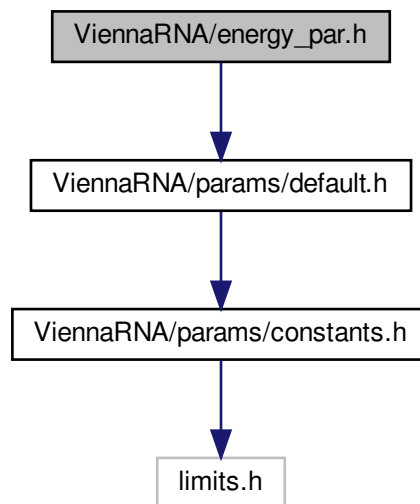 ViennaRNA/energy_par.h
ViennaRNA/params/default.h
ViennaRNA/params/constants.h
limits.h